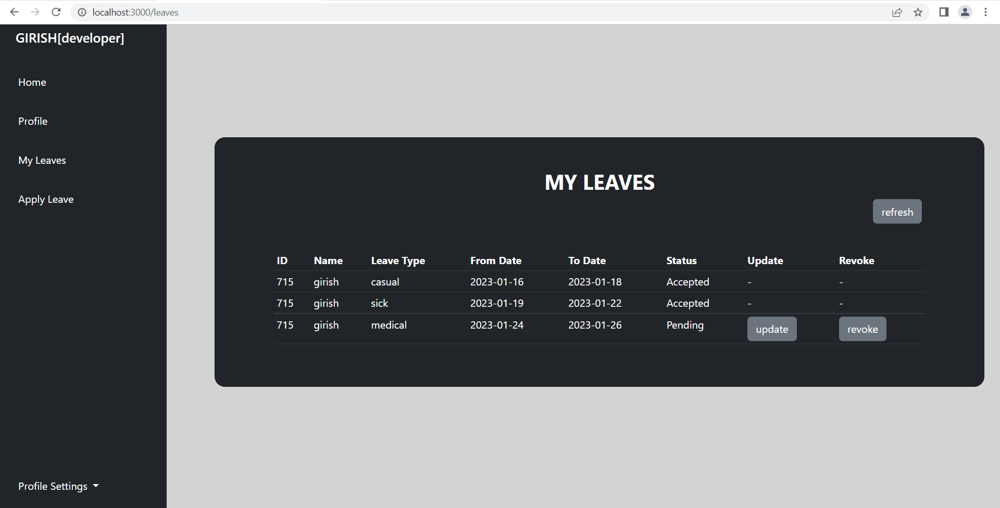 localhost:3000/leaves
GIRISH[developer]
Home
Profile
My Leaves
Apply Leave
Profile Settings
MY LEAVES
refresh
ID Name Leave Type From Date To Date Status Update Revoke
715 girish casual 2023-01-16 2023-01-18 Accepted - -
715 girish sick 2023-01-19 2023-01-22 Accepted - -
715 girish medical 2023-01-24 2023-01-26 Pending update revoke